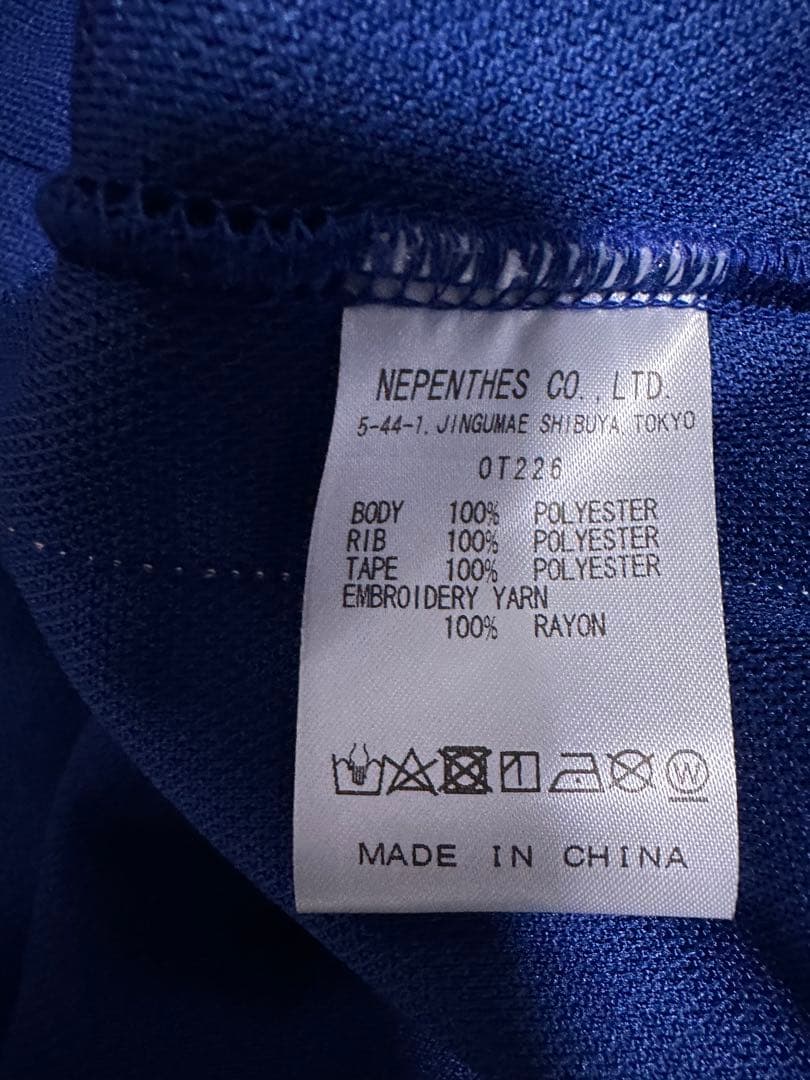 NEPENTHES CO.,LTD.
5-44-1, JINGUMAE SHIBUYA TOKYO
OT226
BODY 100% POLYESTER
RIB 100% POLYESTER
TAPE 100% POLYESTER
EMBROIDERY YARN
100% RAYON
W
MADE IN CHINA